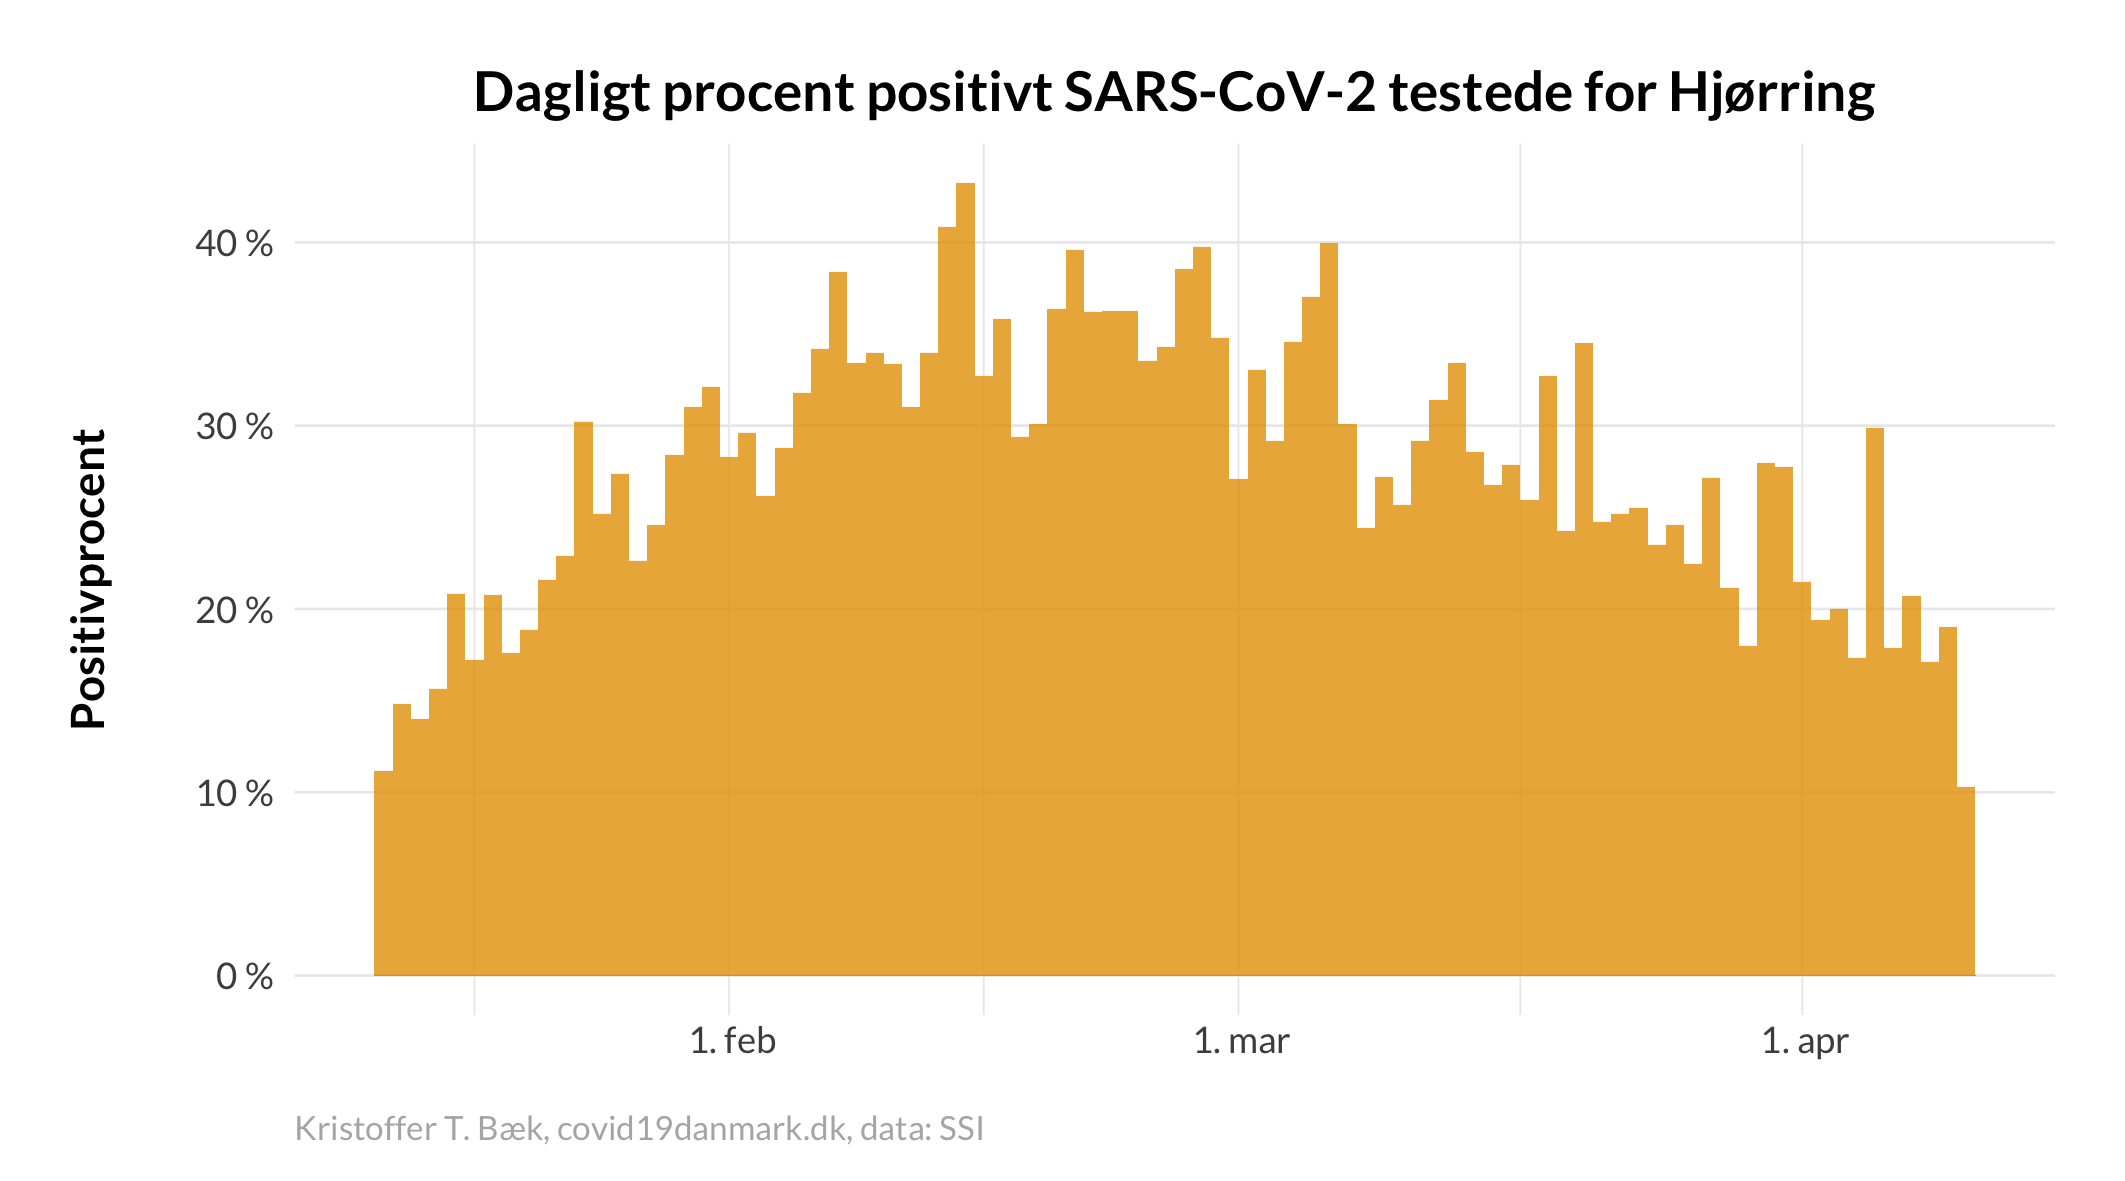 Dagligt procent positivt SARS-CoV-2 testede for Hjørring
Positivprocent
40 %
30 %
20 %
10 %
0 %
1. feb
1. mar
1. apr
Kristoffer T. Bæk, covid19danmark.dk, data: SSI